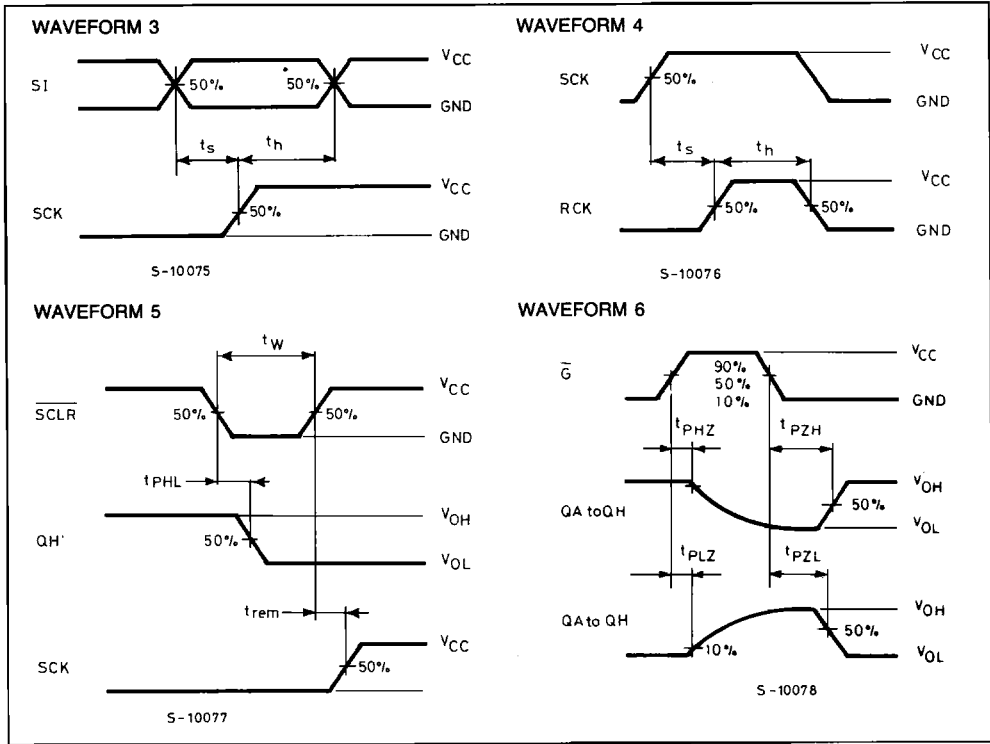 WAVEFORM 3
VCC
SI
50%
50%
GND
ts
th
VCC
SCK
50%
GND
S-10075
WAVEFORM 4
VCC
SCK
50%
GND
ts
th
VCC
RCK
50%
50%
GND
S-10076
WAVEFORM 5
tW
VCC
SCLR
50%
50%
GND
tPHL
VOH
QH'
50%
VOL
trem
VCC
SCK
50%
S-10077
WAVEFORM 6
VCC
G
90%
50%
10%
GND
tPHZ
tPZH
VOH
QA to QH
50%
VOL
tPLZ
tPZL
VOH
QA to QH
50%
10%
VOL
S-10078